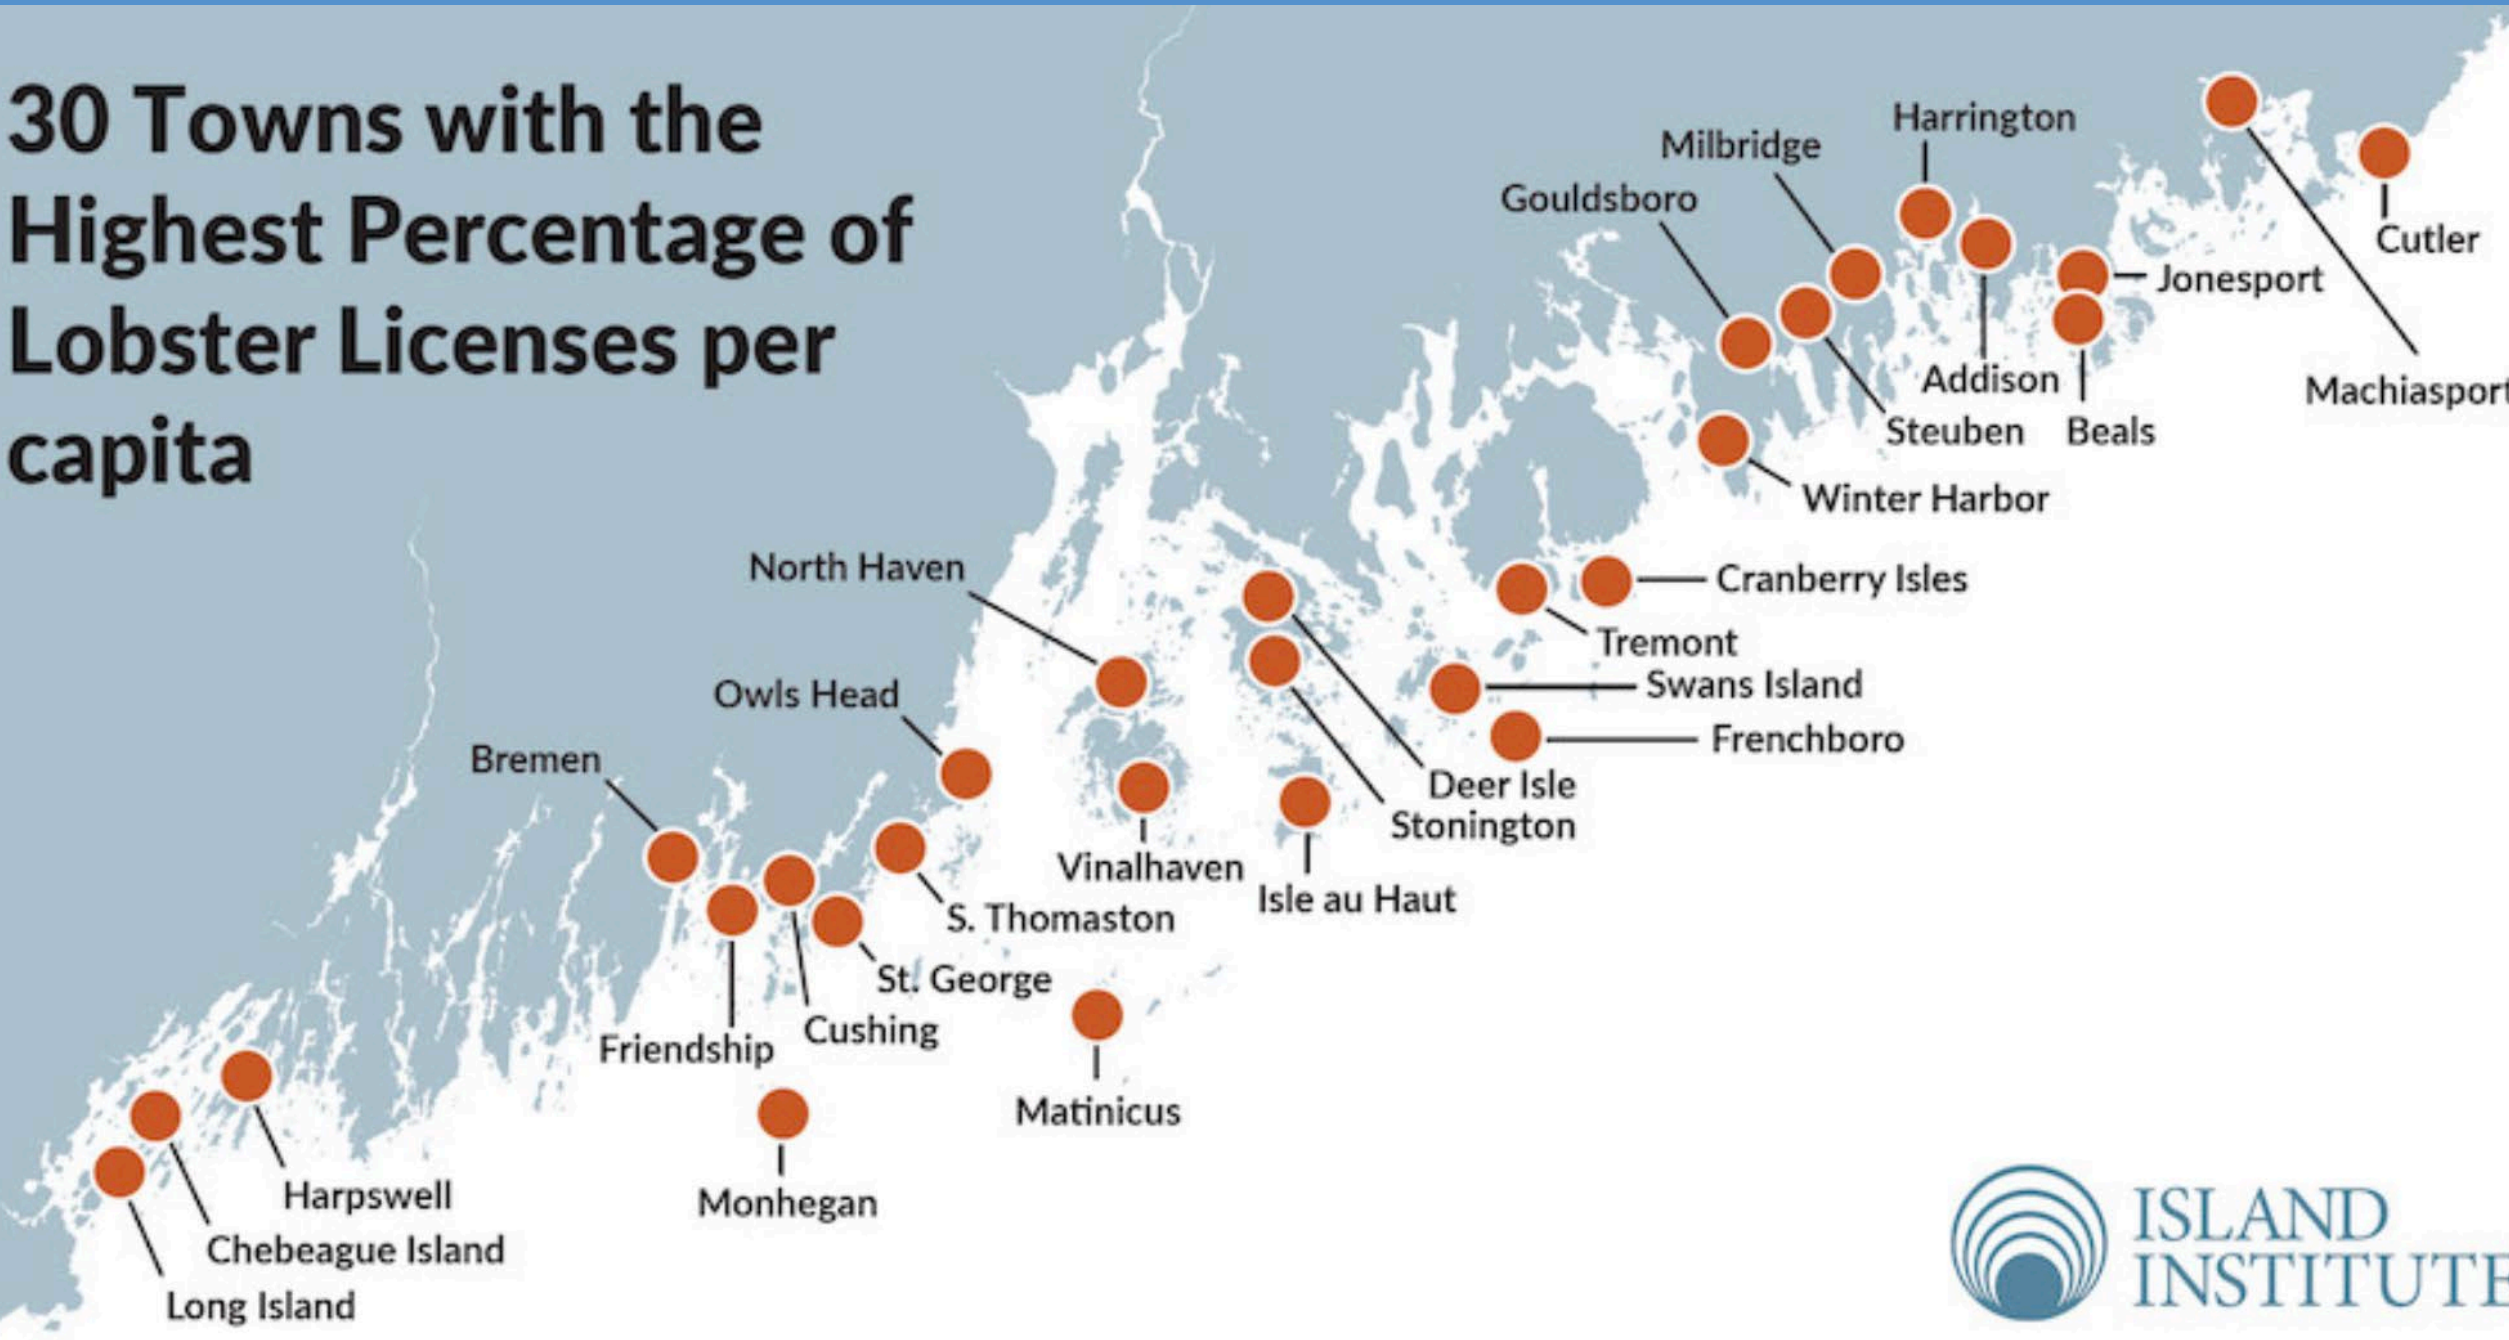 30 Towns with the
Highest Percentage of
Lobster Licenses per
capita
Harrington
Milbridge
Gouldsboro
Cutler
Jonesport
Addison
Machiasport
Steuben
Beals
Winter Harbor
North Haven
Cranberry Isles
Tremont
Swans Island
Owls Head
Frenchboro
Bremen
Deer Isle
Stonington
Vinalhaven
Isle au Haut
S. Thomaston
St. George
Cushing
Friendship
Matinicus
Harpswell
Monhegan
Chebeague Island
Long Island
ISLAND
INSTITUTE